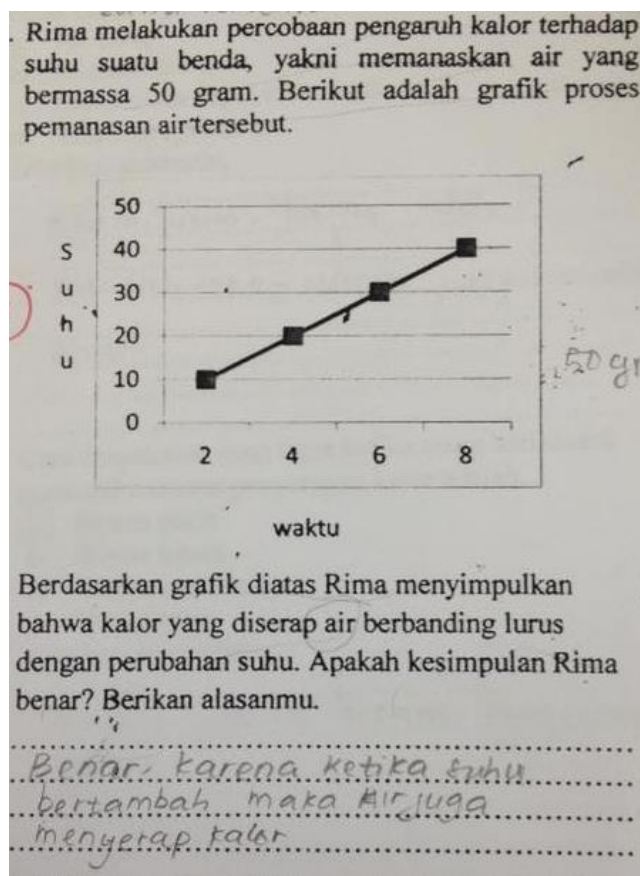 . Rima melakukan percobaan pengaruh kalor terhadap
suhu suatu benda, yakni memanaskan air yang
bermassa 50 gram. Berikut adalah grafik proses
pemanasan air tersebut.
50
40
30
20
10
0
Suhu
2 4 6 8
waktu
50 gr
Berdasarkan grafik diatas Rima menyimpulkan
bahwa kalor yang diserap air berbanding lurus
dengan perubahan suhu. Apakah kesimpulan Rima
benar? Berikan alasanmu.
Benar, karena ketika suhu
bertambah maka Air juga
menyerap kalor